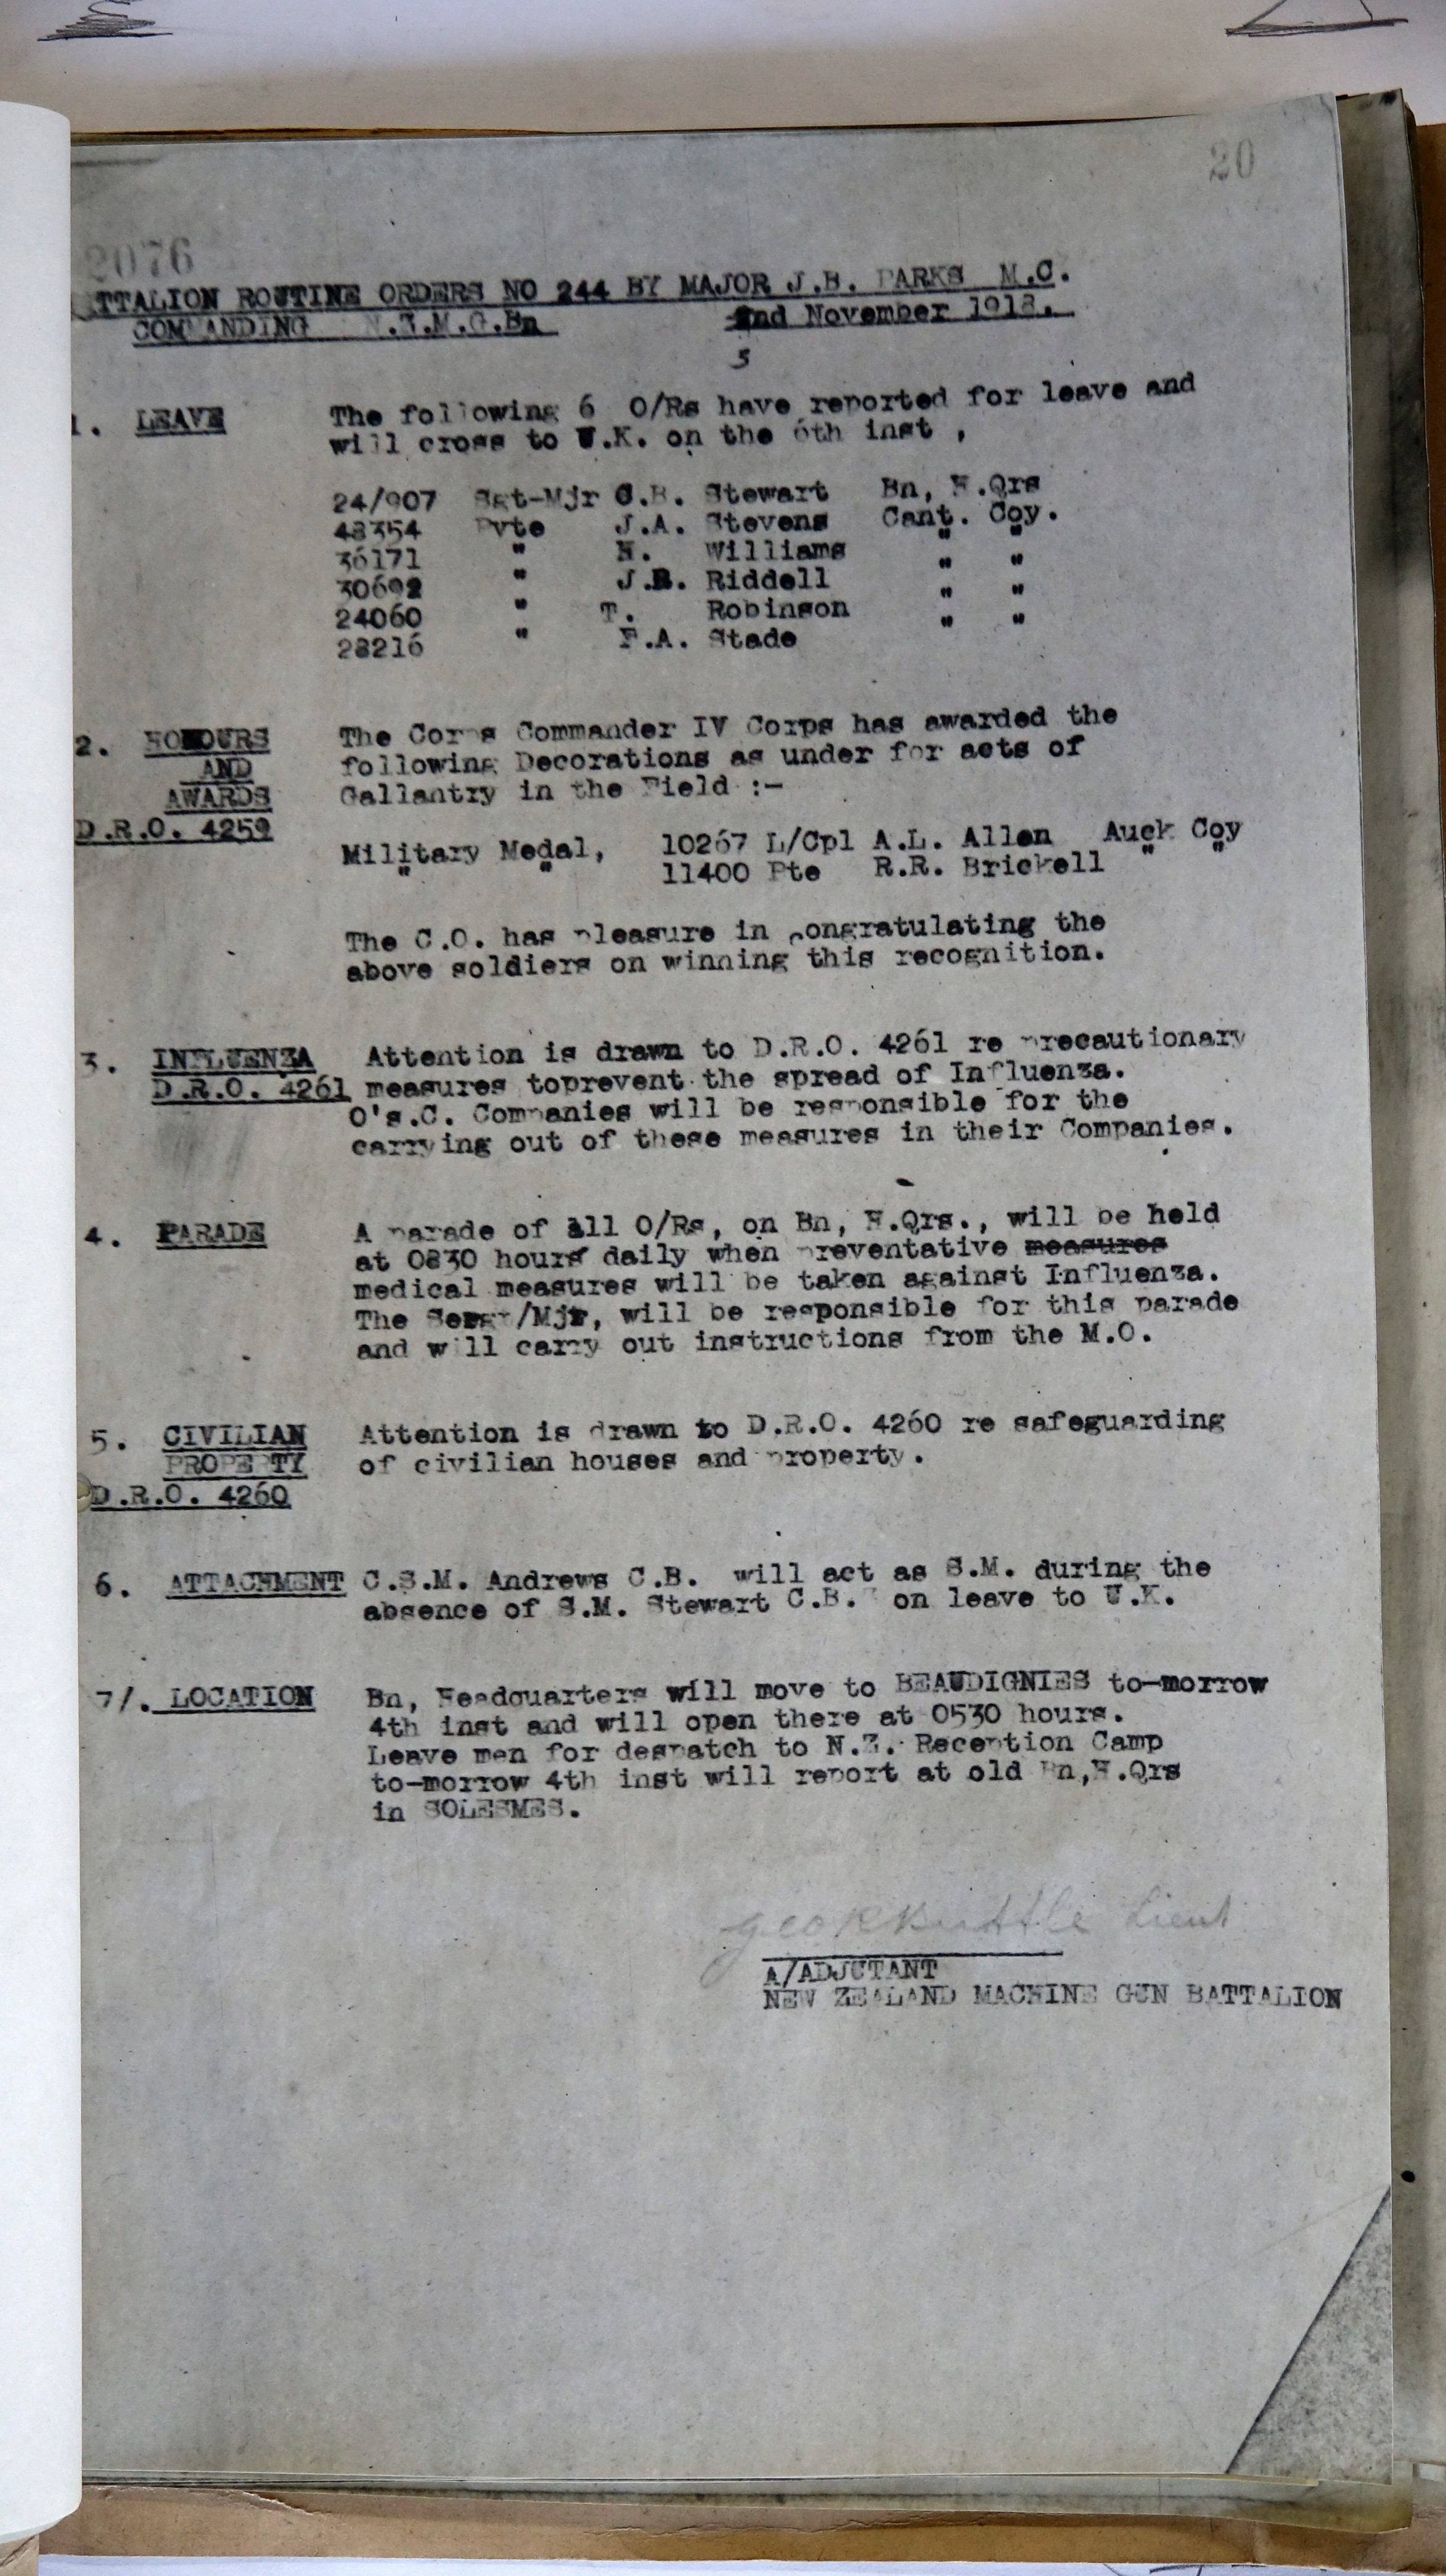 20
2076
ATTALION ROUTINE ORDERS NO 244 BY MAJOR J.B. PARKS M.C.
COMMANDING N.Z.M.G.Bn 2nd November 1918.
3
1. LEAVE The following 6 O/Rs have reported for leave and
will cross to U.K. on the 6th inst ,
24/907 Sgt-Mjr C.B. Stewart Bn, H.Qrs
48354 Pvte J.A. Stevens Cant. Coy.
36171 " H. Williams " "
30692 " J.B. Riddell " "
24060 " T. Robinson " "
28216 " F.A. Stade " "
2. HONOURS The Corps Commander IV Corps has awarded the
AND following Decorations as under for acts of
AWARDS Gallantry in the Field :-
D.R.O. 4259
Military Medal, 10267 L/Cpl A.L. Allen Auck Coy
" " 11400 Pte R.R. Brickell " "
The C.O. has pleasure in congratulating the
above soldiers on winning this recognition.
3. INFLUENZA Attention is drawn to D.R.O. 4261 re precautionary
D.R.O. 4261 measures toprevent the spread of Influenza.
O's.C. Companies will be responsible for the
carrying out of these measures in their Companies.
4. PARADE A parade of all O/Rs, on Bn, H.Qrs., will be held
at 0830 hours daily when preventative measures
medical measures will be taken against Influenza.
The Sergt/Mjr, will be responsible for this parade
and will carry out instructions from the M.O.
5. CIVILIAN Attention is drawn to D.R.O. 4260 re safeguarding
PROPERTY of civilian houses and property.
D.R.O. 4260
6. ATTACHMENT C.S.M. Andrews C.B. will act as S.M. during the
absence of S.M. Stewart C.B. on leave to U.K.
7/. LOCATION Bn, Headquarters will move to BEAUDIGNIES to-morrow
4th inst and will open there at 0530 hours.
Leave men for despatch to N.Z. Reception Camp
to-morrow 4th inst will report at old Bn,H.Qrs
in SOLESMES.
Lieut
A/ADJUTANT
NEW ZEALAND MACHINE GUN BATTALION